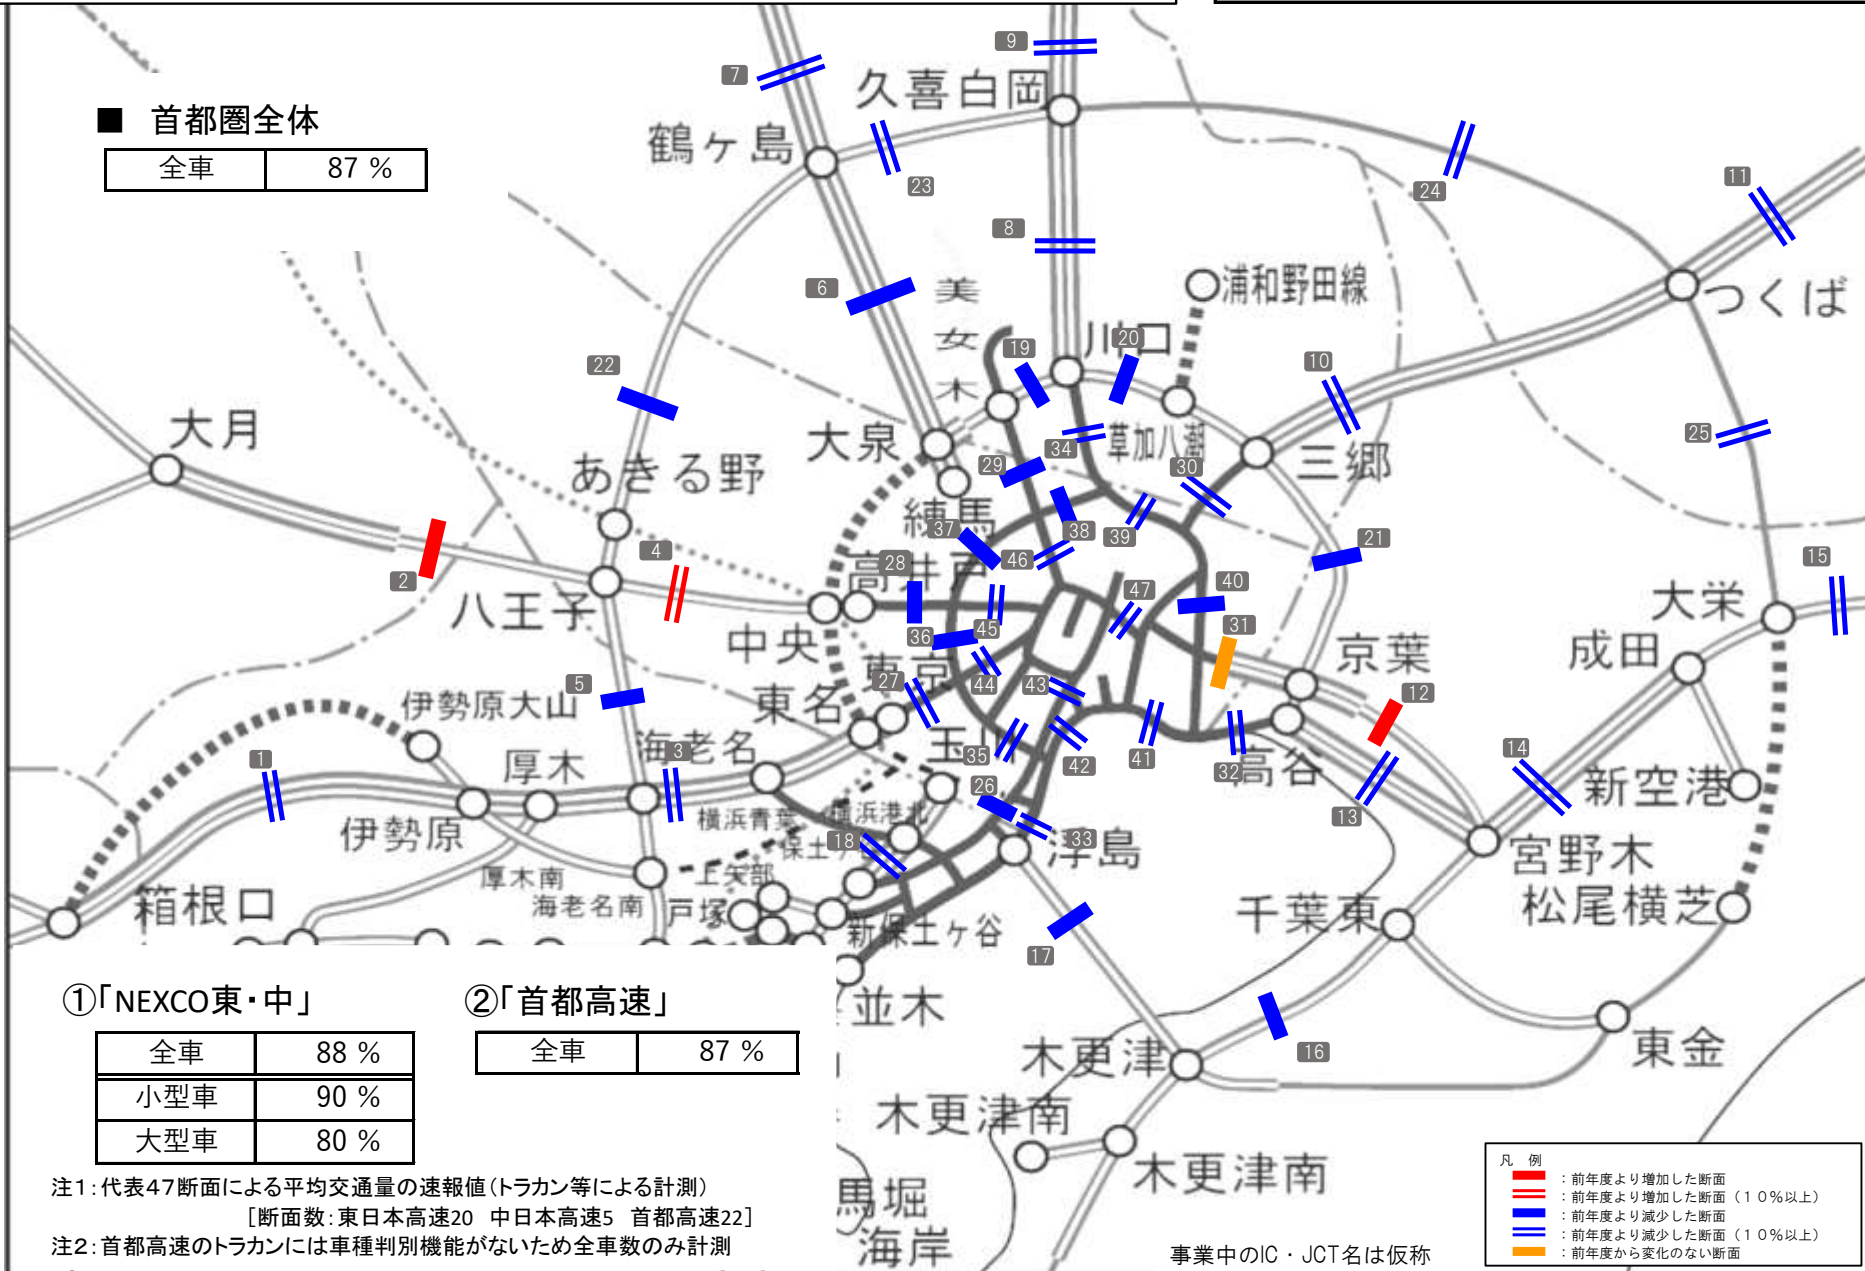 ■ 首都圏全体
全車 87 %
7
9
久喜白岡
鶴ヶ島
23
24
11
8
6
美女木
浦和野田線
つくば
川口
19
20
10
22
大月
大泉
34
草加八潮
25
あきる野
29
30
三郷
練馬
37
38
39
21
15
2
4
46
28
高井戸
47
40
大栄
八王子
中央
36
45
31
京葉
成田
5
伊勢原大山
東京
27
44
43
12
東名
海老名
玉川
1
厚木
3
35
42
41
32
高谷
14
新空港
26
13
伊勢原
横浜青葉
横浜港北
18
保土ヶ谷
33
浮島
宮野木
箱根口
厚木南
上矢部
海老名南
戸塚
新保土ヶ谷
千葉東
松尾横芝
17
①「NEXCO東・中」
②「首都高速」
並木
全車 88 %
全車 87 %
小型車 90 %
大型車 80 %
木更津
16
東金
木更津南
木更津南
馬堀
海岸
注1：代表47断面による平均交通量の速報値（トラカン等による計測）
［断面数：東日本高速20 中日本高速5 首都高速22］
注2：首都高速のトラカンには車種判別機能がないため全車数のみ計測
事業中のIC・JCT名は仮称
凡 例
：前年度より増加した断面
：前年度より増加した断面（１０％以上）
：前年度より減少した断面
：前年度より減少した断面（１０％以上）
：前年度から変化のない断面